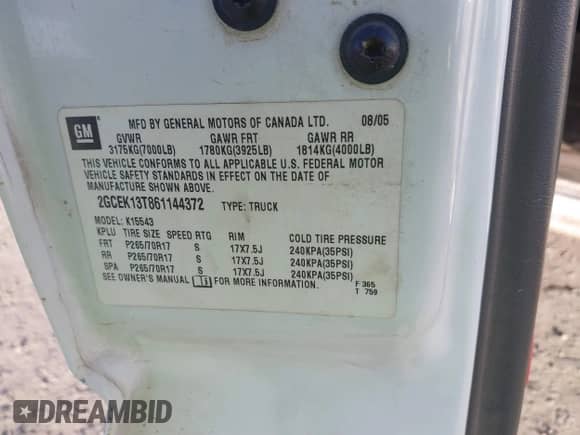 GM
MFD BY GENERAL MOTORS OF CANADA LTD. 08/05
GVWR GAWR FRT GAWR RR
3175KG(7000LB) 1780KG(3925LB) 1814KG(4000LB)
THIS VEHICLE CONFORMS TO ALL APPLICABLE U.S. FEDERAL MOTOR
VEHICLE SAFETY STANDARDS IN EFFECT ON THE DATE OF
MANUFACTURE SHOWN ABOVE.
2GCEK13T861144372 TYPE: TRUCK
MODEL: K15543
KPLU TIRE SIZE SPEED RTG RIM COLD TIRE PRESSURE
FRT P265/70R17 S 17X7.5J 240KPA(35PSI)
RR P265/70R17 S 17X7.5J 240KPA(35PSI)
SPA P265/70R17 S 17X7.5J 240KPA(35PSI)
SEE OWNER'S MANUAL FOR MORE INFORMATION.
F 365
T 759
DREAMBID